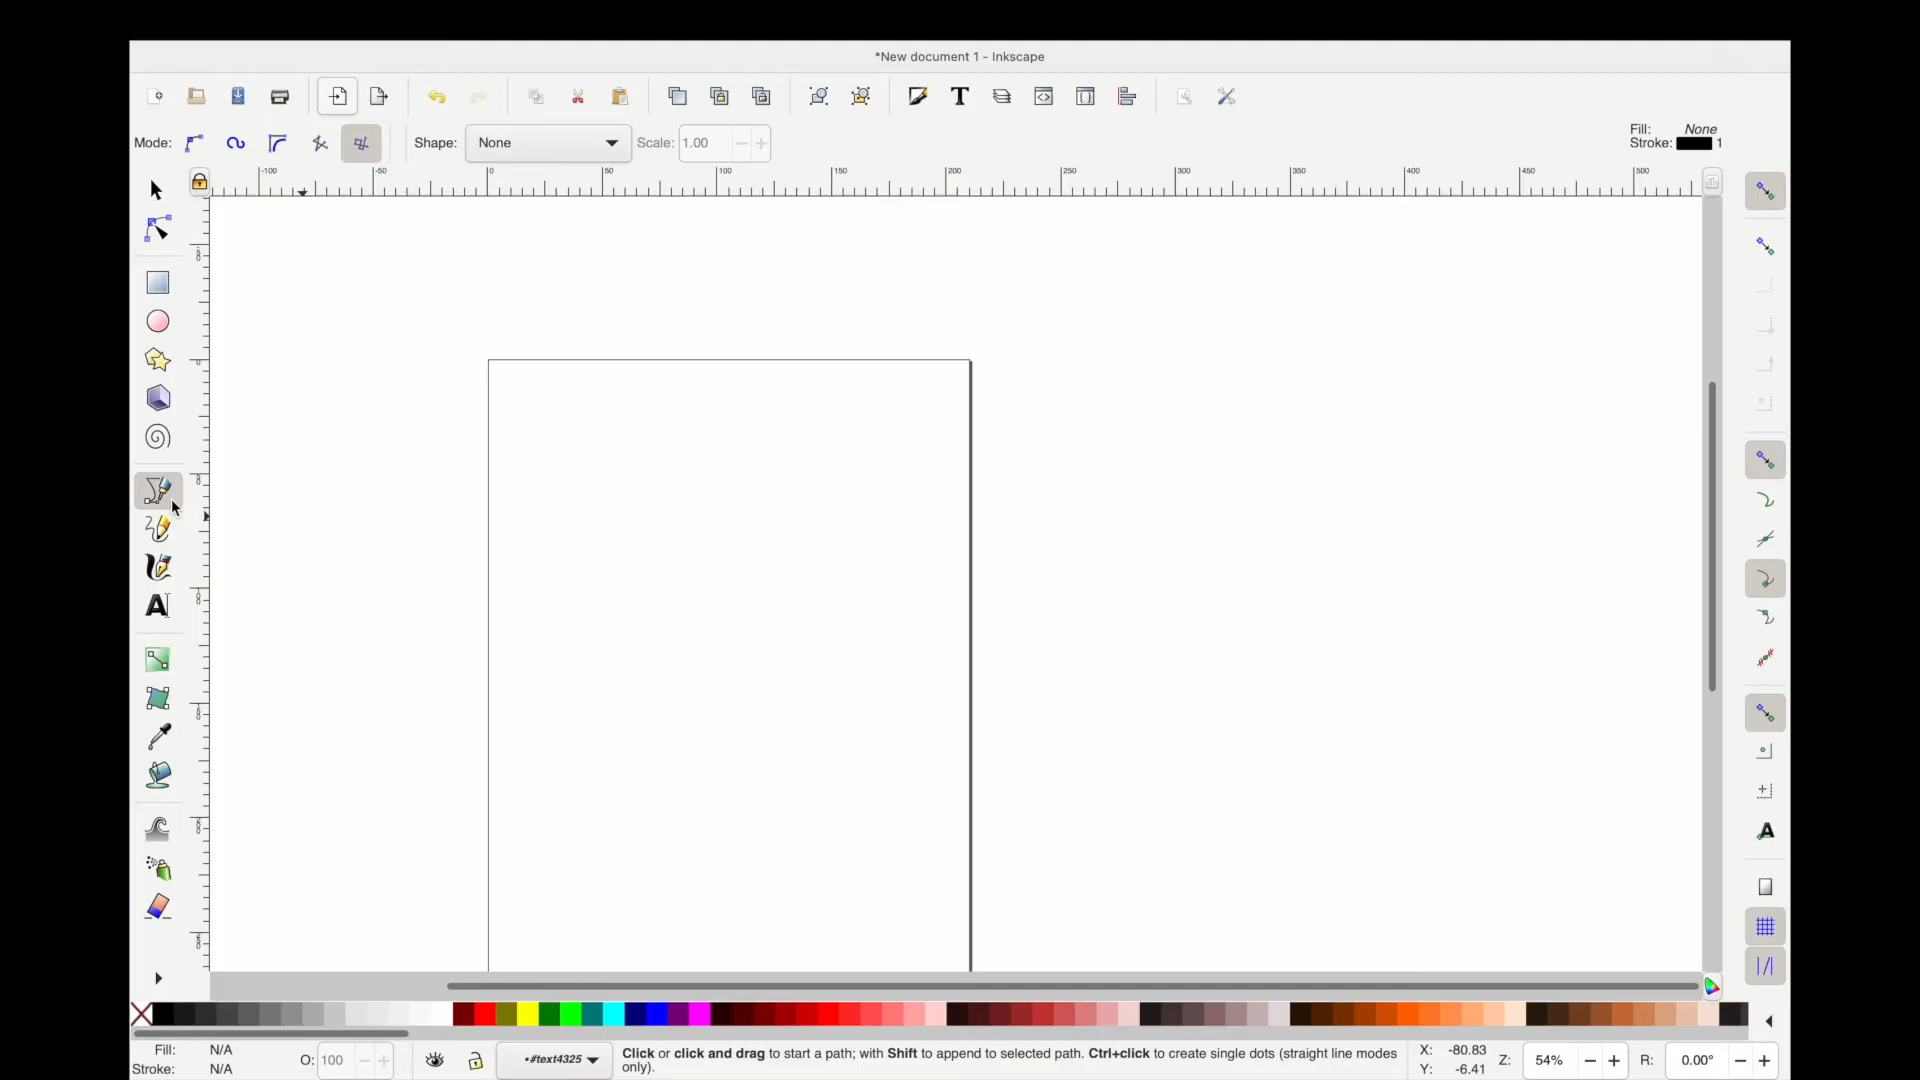 *New document 1 - Inkscape
Mode:
Shape:
None
Scale:
1.00
Fill:
None
Stroke:
1
-100
-50
0
50
100
150
200
250
300
350
400
450
500
Fill:
N/A
Stroke:
N/A
O:
100
•#text4325
Click or click and drag to start a path; with Shift to append to selected path. Ctrl+click to create single dots (straight line modes
only).
X:
-80.83
Y:
-6.41
Z:
54%
R:
0.00°